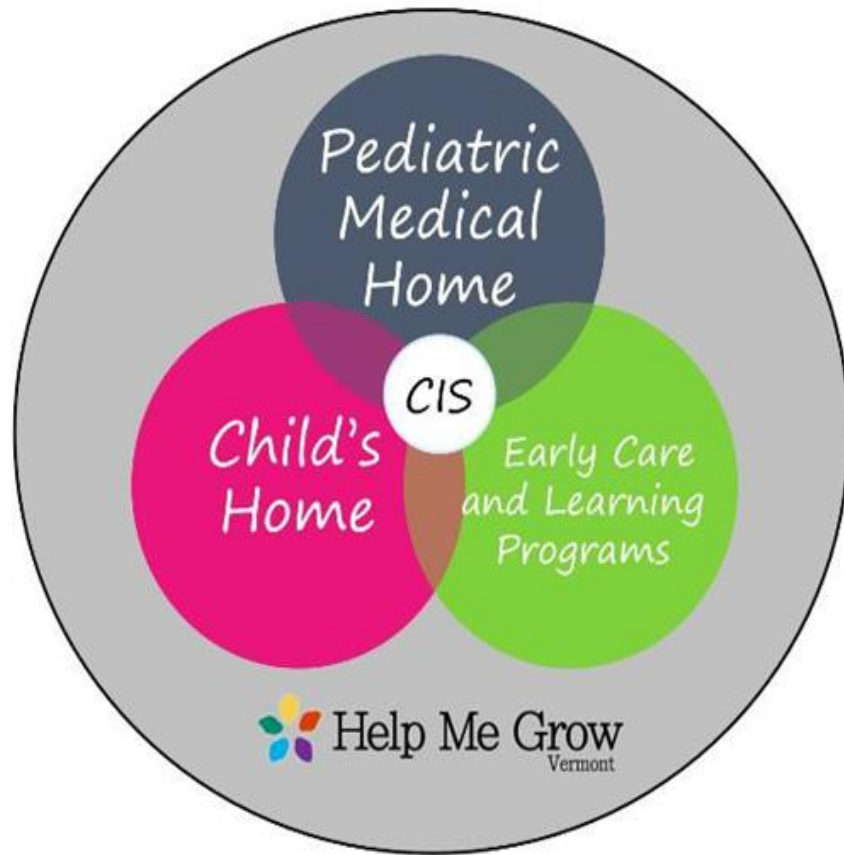 Pediatric
Medical
Home
CIS
Child's
Home
Early Care
and Learning
Programs
Help Me Grow
Vermont